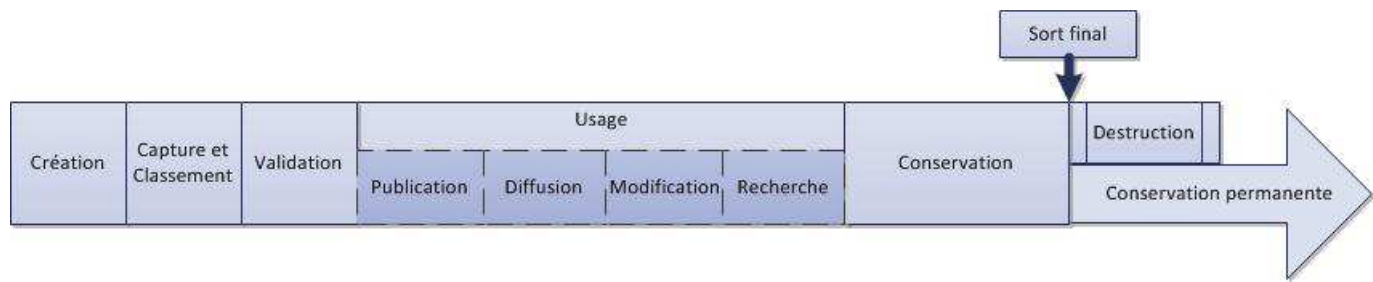 Sort final
Création
Capture et
Classement
Validation
Usage
Publication
Diffusion
Modification
Recherche
Conservation
Destruction
Conservation permanente